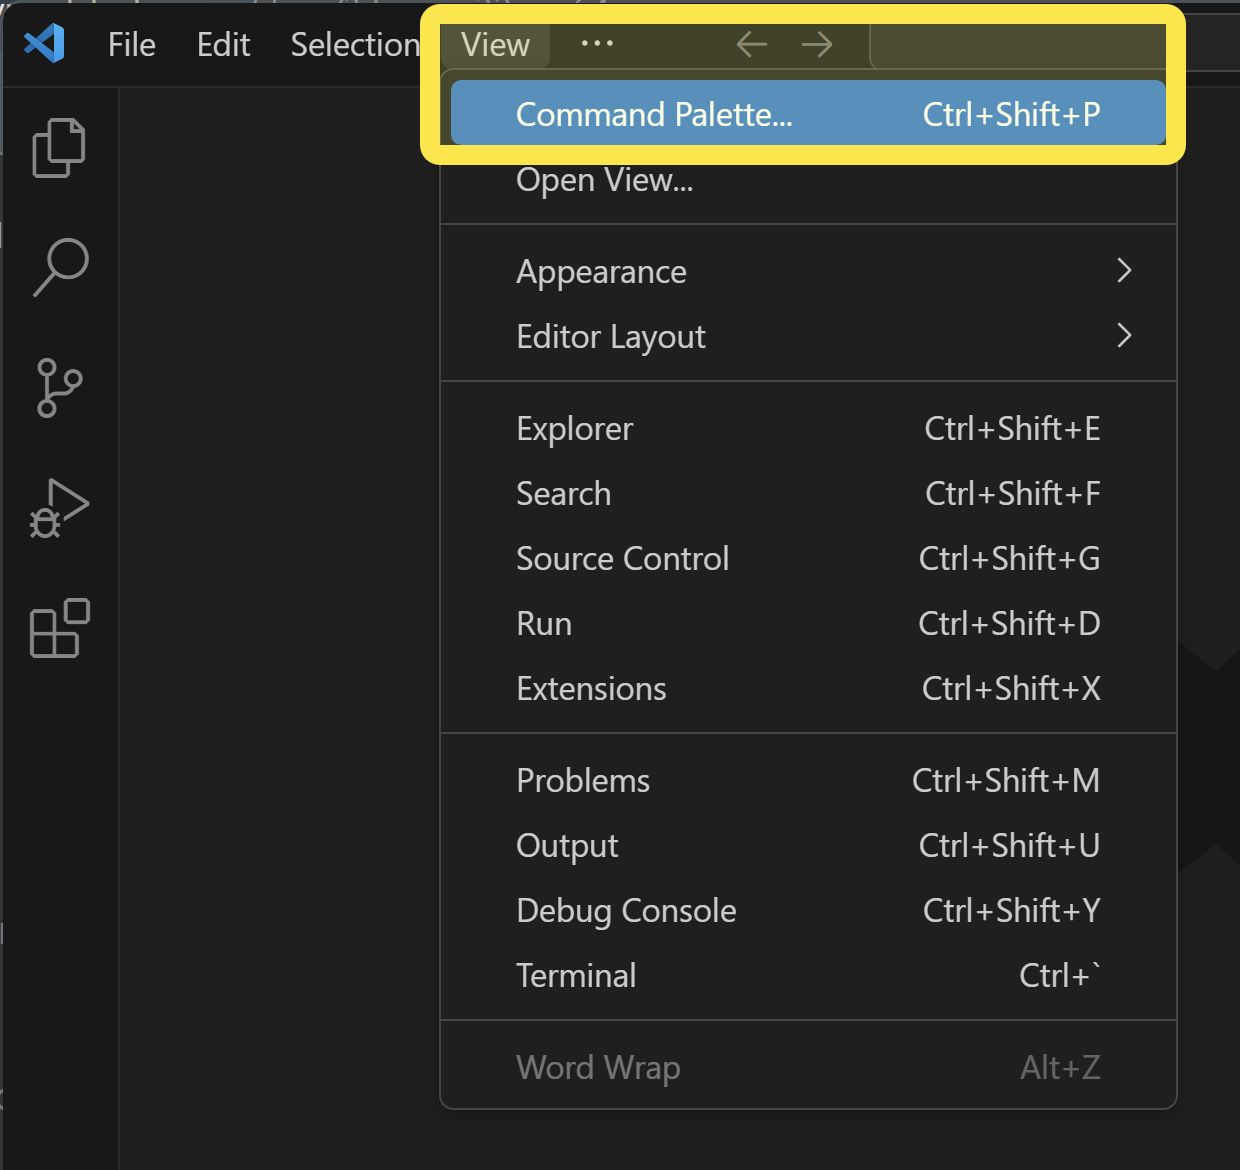 File Edit Selection View ...
Command Palette... Ctrl+Shift+P
Open View...
Appearance
Editor Layout
Explorer Ctrl+Shift+E
Search Ctrl+Shift+F
Source Control Ctrl+Shift+G
Run Ctrl+Shift+D
Extensions Ctrl+Shift+X
Problems Ctrl+Shift+M
Output Ctrl+Shift+U
Debug Console Ctrl+Shift+Y
Terminal Ctrl+`
Word Wrap Alt+Z